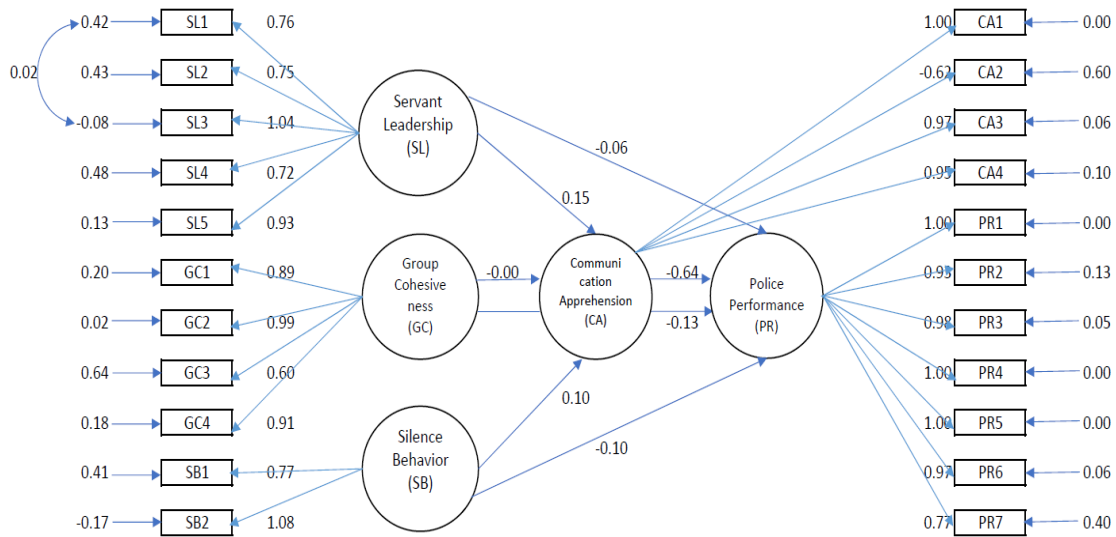 0.42 SL1 0.76 1.00 CA1 0.00
0.43 SL2 0.75 -0.62 CA2 0.60
0.02
-0.08 SL3 1.04 0.97 CA3 0.06
0.48 SL4 0.72 0.95 CA4 0.10
0.13 SL5 0.93 1.00 PR1 0.00
0.20 GC1 0.89 0.93 PR2 0.13
0.02 GC2 0.99 0.98 PR3 0.05
0.64 GC3 0.60 1.00 PR4 0.00
0.18 GC4 0.91 1.00 PR5 0.00
0.41 SB1 0.77 0.97 PR6 0.06
-0.17 SB2 1.08 0.77 PR7 0.40
Servant
Leadership
(SL)
-0.06
0.15
Group
Cohesive
ness
(GC)
-0.00
Communi
cation
Apprehension
(CA)
-0.64
-0.13
Police
Performance
(PR)
Silence
Behavior
(SB)
0.10
-0.10